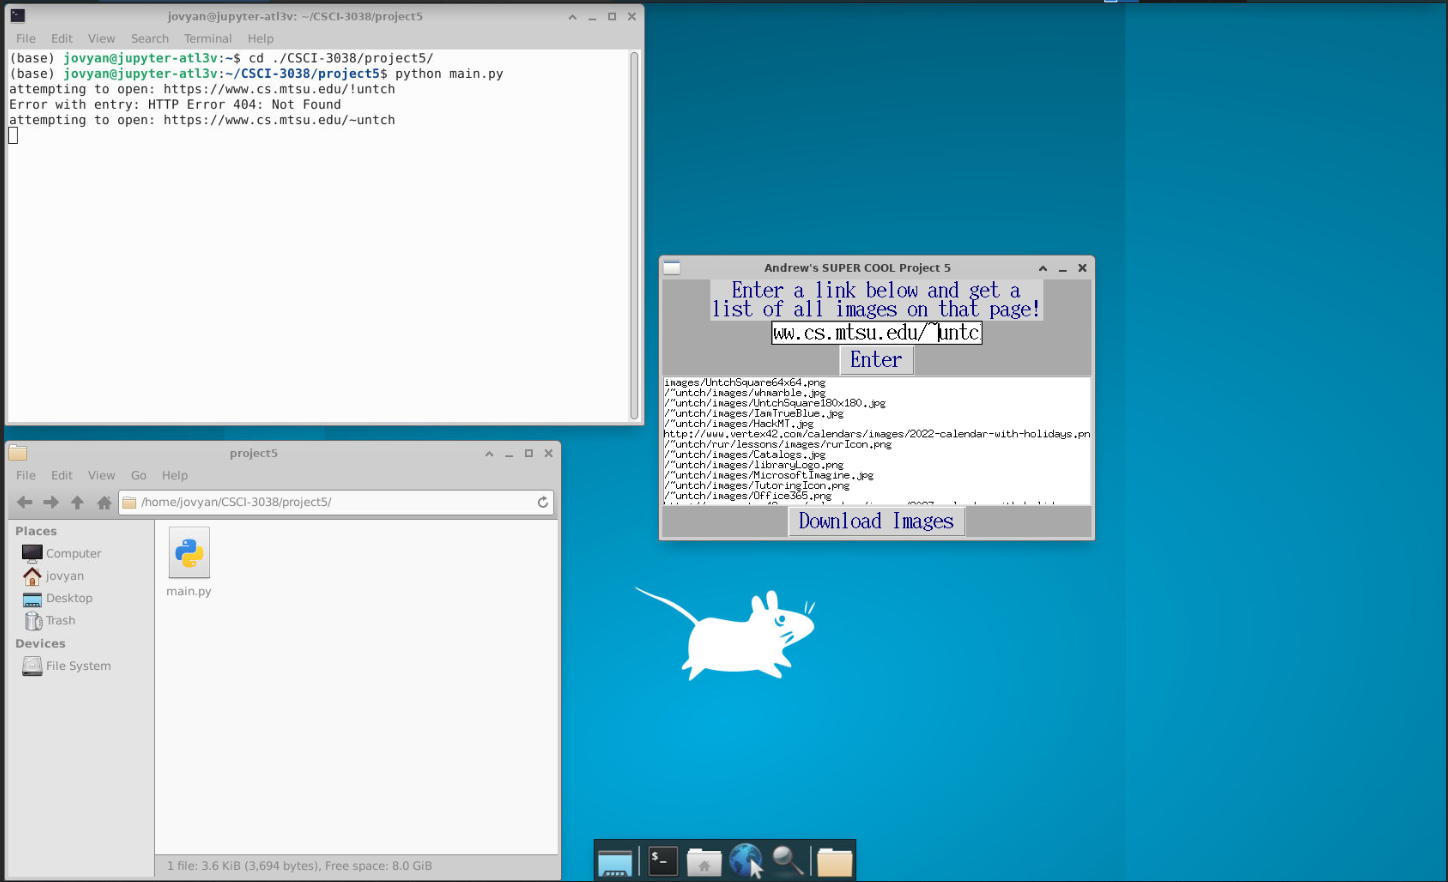 jovyan@jupyter-atl3v: ~/CSCI-3038/project5
File Edit View Search Terminal Help
(base) jovyan@jupyter-atl3v:~$ cd ./CSCI-3038/project5/
(base) jovyan@jupyter-atl3v:~/CSCI-3038/project5$ python main.py
attempting to open: https://www.cs.mtsu.edu/!untch
Error with entry: HTTP Error 404: Not Found
attempting to open: https://www.cs.mtsu.edu/~untch
Andrew's SUPER COOL Project 5
Enter a link below and get a
list of all images on that page!
ww.cs.mtsu.edu/~untc
Enter
images/UntchSquare64x64.png
/~untch/images/whmarble.jpg
/~untch/images/UntchSquare180x180.jpg
/~untch/images/IamTrueBlue.jpg
/~untch/images/HackMT.jpg
http://www.vertex42.com/calendars/images/2022-calendar-with-holidays.pn
/~untch/rur/lessons/images/rurIcon.png
/~untch/images/Catalogs.jpg
/~untch/images/libraryLogo.png
/~untch/images/MicrosoftImagine.jpg
/~untch/images/TutoringIcon.png
/~untch/images/Office365.png
Download Images
project5
File Edit View Go Help
/home/jovyan/CSCI-3038/project5/
Places
Computer
jovyan
Desktop
Trash
Devices
File System
main.py
1 file: 3.6 KiB (3,694 bytes), Free space: 8.0 GiB
$_